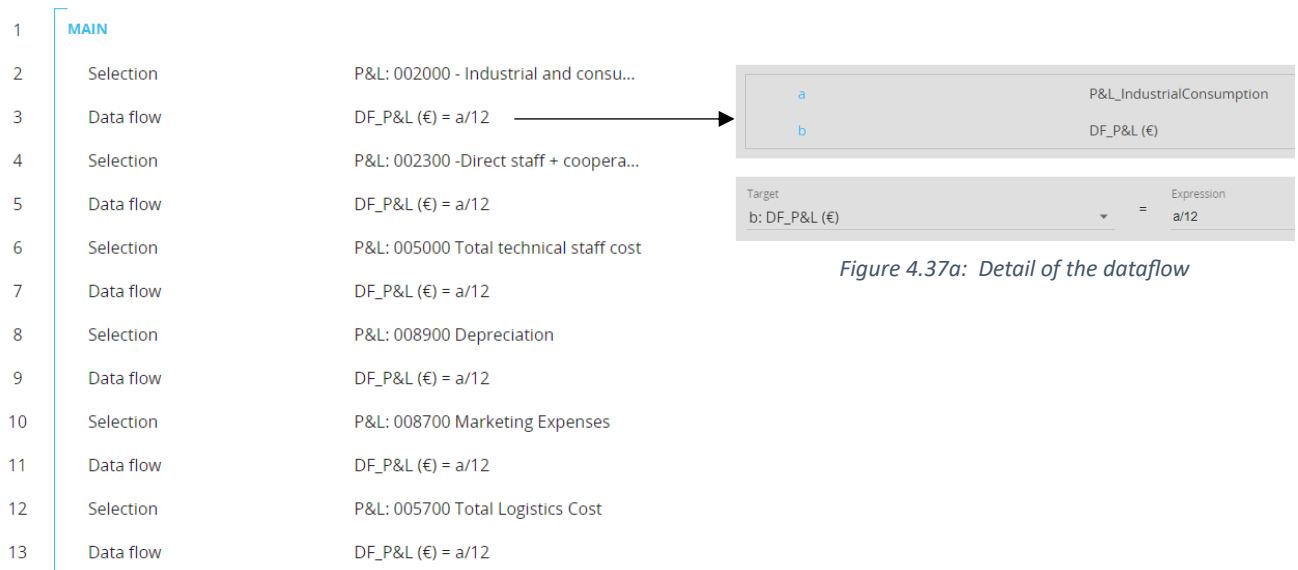 1 MAIN
2 Selection P&L: 002000 - Industrial and consu...
3 Data flow DF_P&L (€) = a/12
4 Selection P&L: 002300 -Direct staff + coopera...
5 Data flow DF_P&L (€) = a/12
6 Selection P&L: 005000 Total technical staff cost
7 Data flow DF_P&L (€) = a/12
8 Selection P&L: 008900 Depreciation
9 Data flow DF_P&L (€) = a/12
10 Selection P&L: 008700 Marketing Expenses
11 Data flow DF_P&L (€) = a/12
12 Selection P&L: 005700 Total Logistics Cost
13 Data flow DF_P&L (€) = a/12
a P&L_IndustrialConsumption
b DF_P&L (€)
Target Expression
b: DF_P&L (€) = a/12
Figure 4.37a: Detail of the dataflow